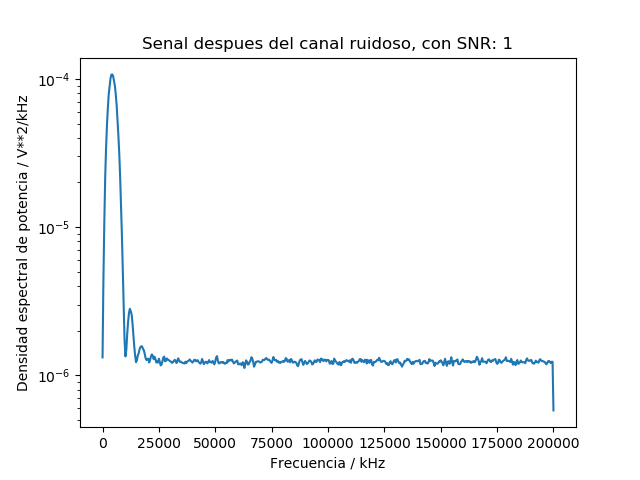 Senal despues del canal ruidoso, con SNR: 1
Densidad espectral de potencia / V**2/kHz
10⁻⁴
10⁻⁵
10⁻⁶
0 25000 50000 75000 100000 125000 150000 175000 200000
Frecuencia / kHz